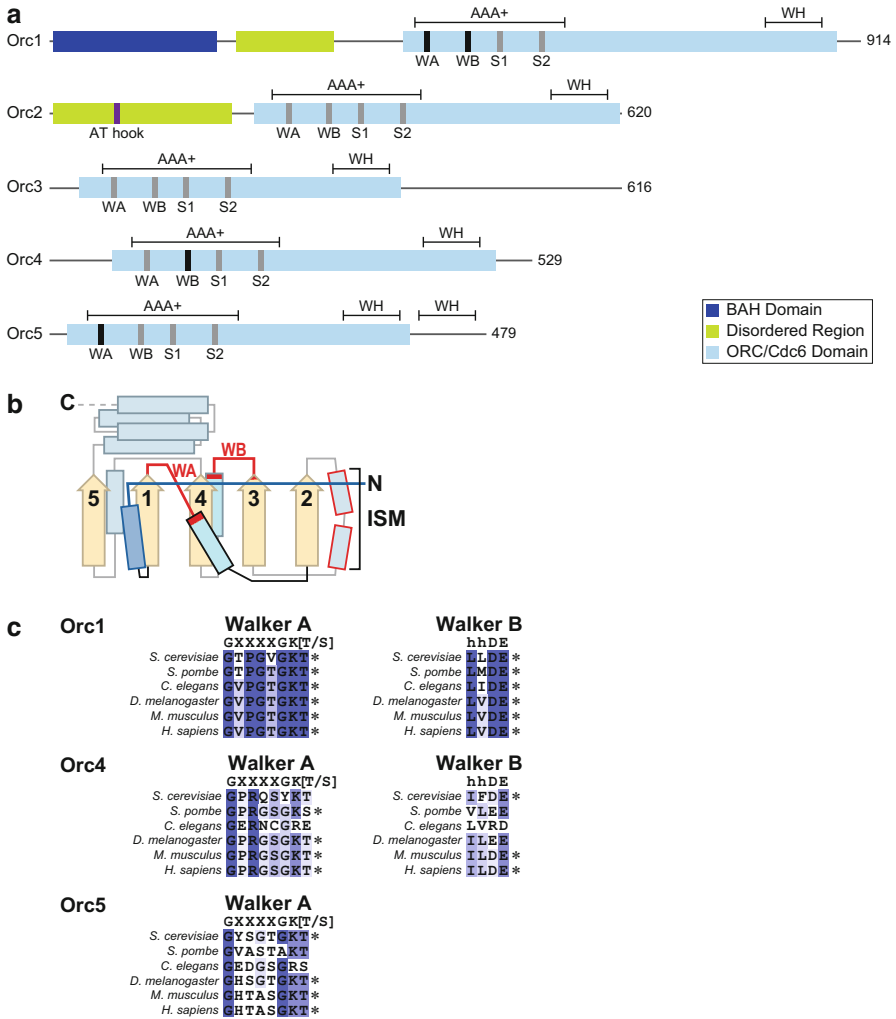 a
AAA+ WH
Orc1 914
WA WB S1 S2
AAA+ WH
Orc2 620
AT hook WA WB S1 S2
AAA+ WH
Orc3 616
WA WB S1 S2
AAA+ WH
Orc4 529
WA WB S1 S2
AAA+ WH WH
Orc5 479
WA WB S1 S2
BAH Domain
Disordered Region
ORC/Cdc6 Domain
b
C
WB
WA
N
5 1 4 3 2
ISM
c
Orc1 Walker A Walker B
GXXXXGK[T/S] hhDE
S. cerevisiae GTPGVGKT* S. cerevisiae LLDE*
S. pombe GTPGTGKT* S. pombe LMDE*
C. elegans GVPGTGKT* C. elegans LIDE*
D. melanogaster GVPGTGKT* D. melanogaster LVDE*
M. musculus GVPGTGKT* M. musculus LVDE*
H. sapiens GVPGTGKT* H. sapiens LVDE*
Orc4 Walker A Walker B
GXXXXGK[T/S] hhDE
S. cerevisiae GPRQSYKT S. cerevisiae IFDE*
S. pombe GPRGSGKS* S. pombe VLEE
C. elegans GERNCGRE C. elegans LVRD
D. melanogaster GPRGSGKT* D. melanogaster ILEE
M. musculus GPRGSGKT* M. musculus ILDE*
H. sapiens GPRGSGKT* H. sapiens ILDE*
Orc5 Walker A
GXXXXGK[T/S]
S. cerevisiae GYSGTGKT*
S. pombe GVASTAKT
C. elegans GEDGSGRS
D. melanogaster GHSGTGKT*
M. musculus GHTASGKT*
H. sapiens GHTASGKT*